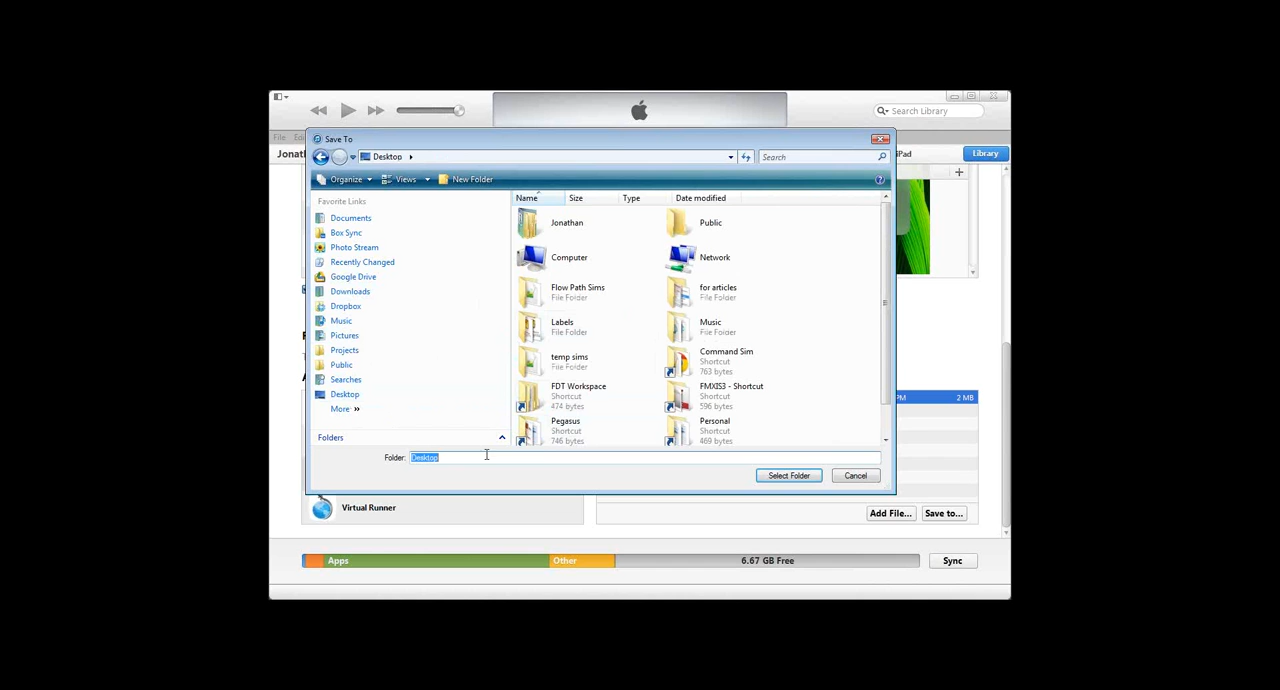 Search Library
File
Save To
Jonat
iPad
Library
Desktop
Search
Organize
Views
New Folder
Favorite Links
Documents
Box Sync
Photo Stream
Recently Changed
Google Drive
Downloads
Dropbox
Music
Pictures
Projects
Public
Searches
Desktop
More »
Folders
Name
Size
Type
Date modified
Jonathan
Public
Computer
Network
Flow Path Sims
File Folder
for articles
File Folder
Labels
File Folder
Music
File Folder
temp sims
File Folder
Command Sim
Shortcut
763 bytes
FDT Workspace
Shortcut
474 bytes
FMXIS3 - Shortcut
Shortcut
596 bytes
Pegasus
Shortcut
746 bytes
Personal
Shortcut
469 bytes
PM
2 MB
Folder:
Desktop
Select Folder
Cancel
Virtual Runner
Add File...
Save to...
Apps
Other
6.67 GB Free
Sync